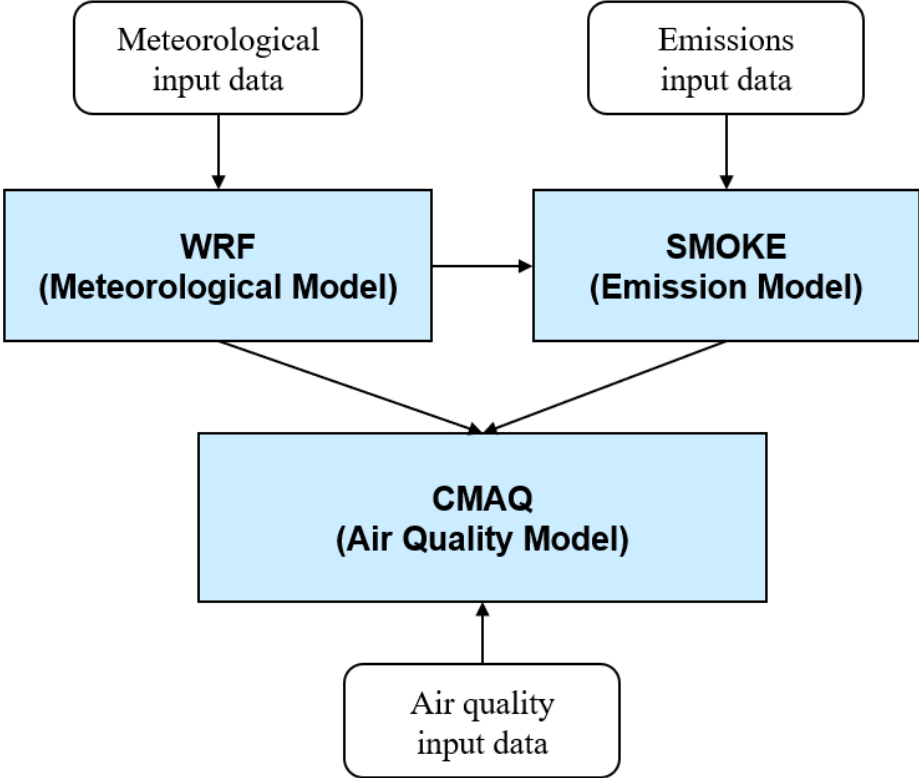 Meteorological
input data
Emissions
input data
WRF
(Meteorological Model)
SMOKE
(Emission Model)
CMAQ
(Air Quality Model)
Air quality
input data